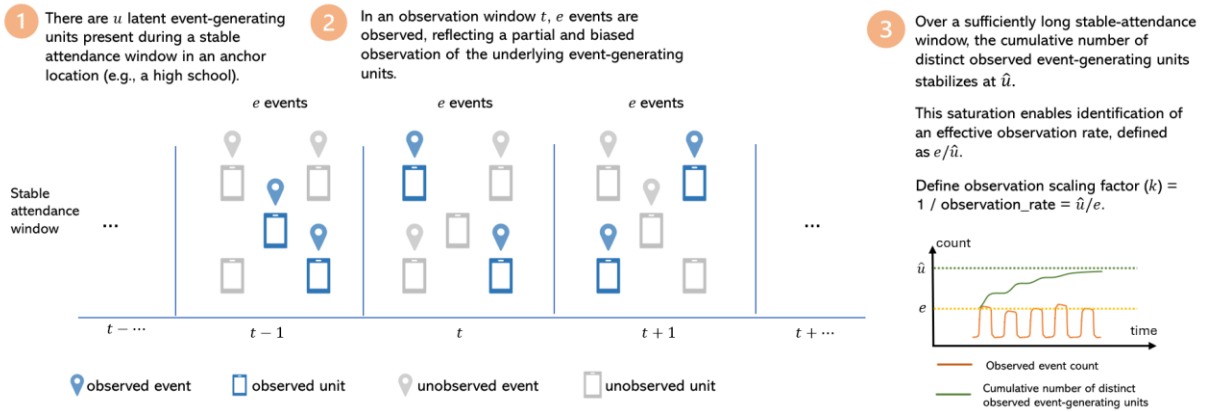 1
There are u latent event-generating
units present during a stable
attendance window in an anchor
location (e.g., a high school).
2
In an observation window t, e events are
observed, reflecting a partial and biased
observation of the underlying event-generating
units.
3
Over a sufficiently long stable-attendance
window, the cumulative number of
distinct observed event-generating units
stabilizes at û.
This saturation enables identification of
an effective observation rate, defined
as e/û.
Define observation scaling factor (k) =
1 / observation_rate = û/e.
e events
e events
e events
Stable
attendance
window
...
...
t − ⋯
t − 1
t
t + 1
t + ⋯
observed event
observed unit
unobserved event
unobserved unit
count
û
e
time
Observed event count
Cumulative number of distinct
observed event-generating units